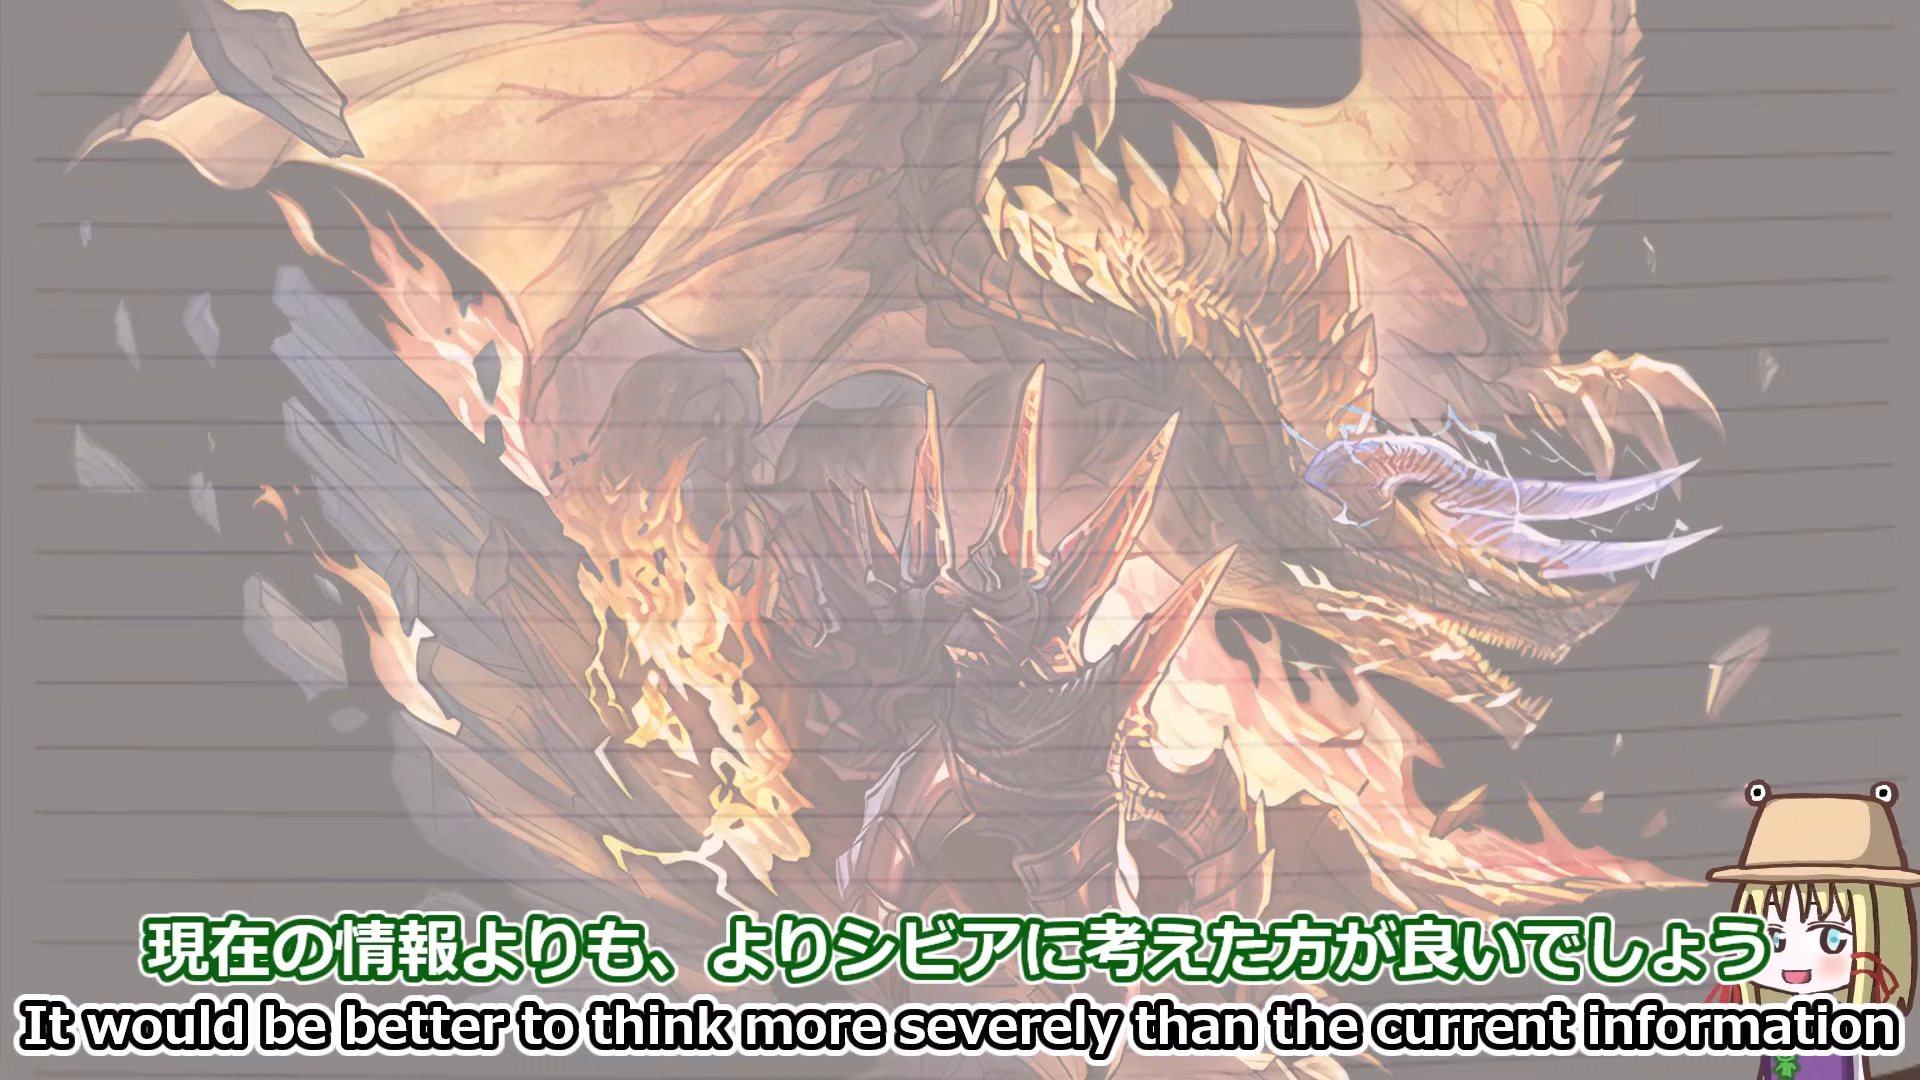 現在の情報よりも、よりシビアに考えた方が良いでしょう
It would be better to think more severely than the current information